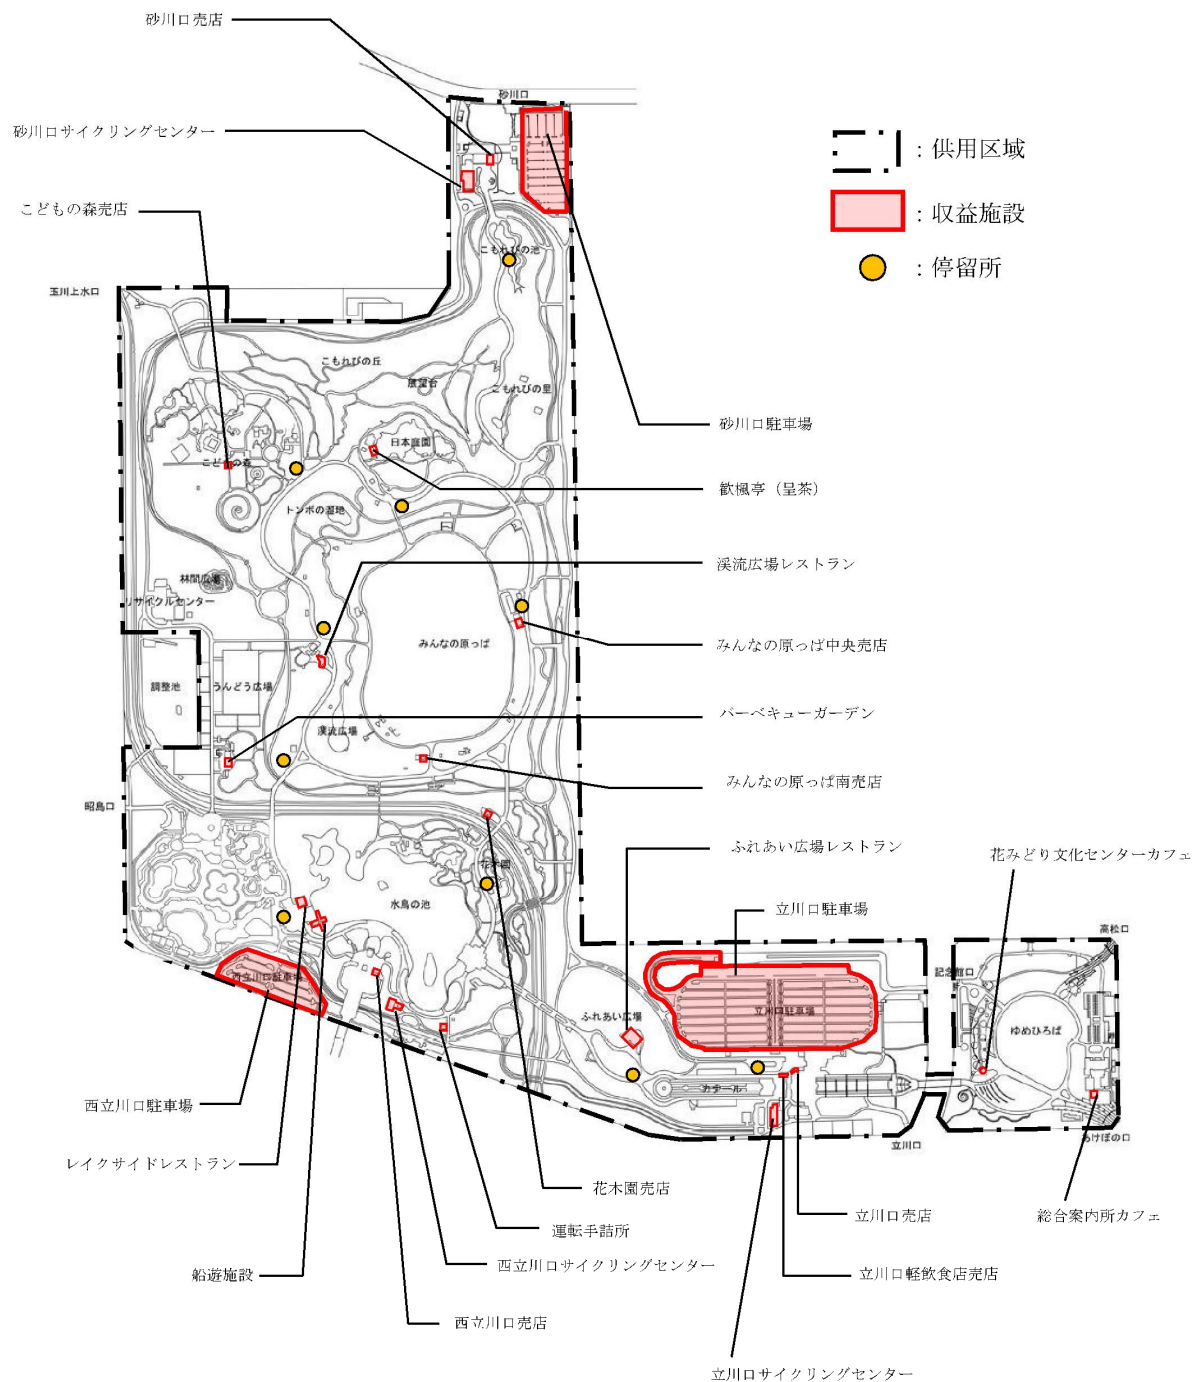 砂川口売店
砂川口
砂川口サイクリングセンター
：供用区域
こどもの森売店
：収益施設
こもれびの池
：停留所
玉川上水口
こもれびの丘
展望台
こもれびの里
砂川口駐車場
日本庭園
こどもの森
歓楓亭（呈茶）
トンボの湿地
渓流広場レストラン
林間広場
リサイクルセンター
みんなの原っぱ
みんなの原っぱ中央売店
調整池
うんどう広場
バーベキューガーデン
渓流広場
みんなの原っぱ南売店
昭島口
ふれあい広場レストラン
花みどり文化センターカフェ
花木園
水鳥の池
立川口駐車場
高松口
記念館口
西立川口駐車場
立川口駐車場
ふれあい広場
ゆめひろば
カナール
西立川口駐車場
立川口
あけぼの口
レイクサイドレストラン
花木園売店
立川口売店
総合案内所カフェ
運転手詰所
船遊施設
西立川口サイクリングセンター
立川口軽飲食店売店
西立川口売店
立川口サイクリングセンター